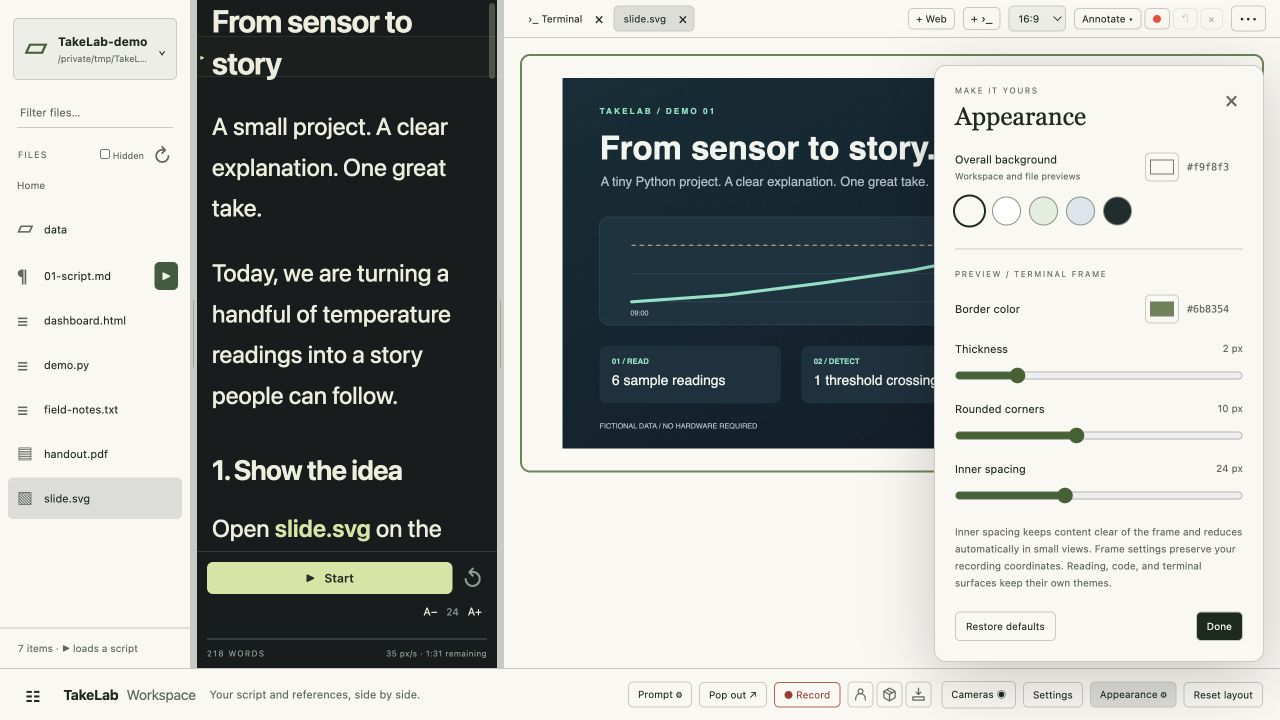 TakeLab-demo
/private/tmp/TakeL...
Filter files...
FILES
Hidden
Home
data
01-script.md
dashboard.html
demo.py
field-notes.txt
handout.pdf
slide.svg
7 items · ▶ loads a script
From sensor to
story
A small project. A clear
explanation. One great
take.
Today, we are turning a
handful of temperature
readings into a story
people can follow.
1. Show the idea
Open slide.svg on the
▶ Start
A− 24 A+
218 WORDS
35 px/s · 1:31 remaining
›_ Terminal ×
slide.svg ×
+ Web
+ ›_
16:9
Annotate
TAKELAB / DEMO 01
From sensor to story.
A tiny Python project. A clear explanation. One great take.
09:00
01 / READ
6 sample readings
02 / DETECT
1 threshold crossing
FICTIONAL DATA / NO HARDWARE REQUIRED
MAKE IT YOURS
Appearance
Overall background
Workspace and file previews
#f9f8f3
PREVIEW / TERMINAL FRAME
Border color
#6b8354
Thickness
2 px
Rounded corners
10 px
Inner spacing
24 px
Inner spacing keeps content clear of the frame and reduces
automatically in small views. Frame settings preserve your
recording coordinates. Reading, code, and terminal
surfaces keep their own themes.
Restore defaults
Done
TakeLab Workspace
Your script and references, side by side.
Prompt
Pop out ↗
Record
Cameras
Settings
Appearance
Reset layout